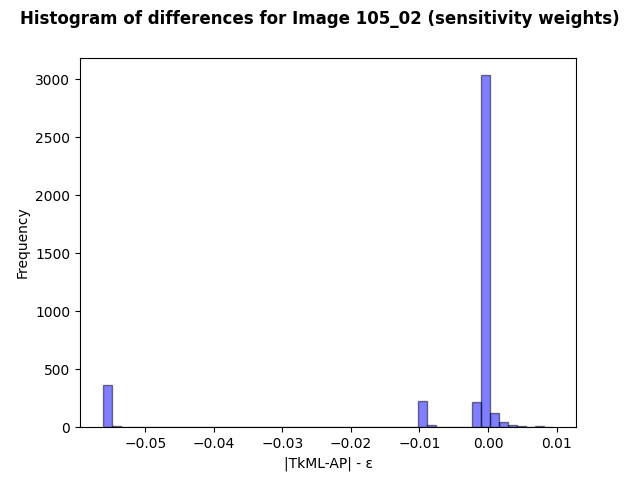 Histogram of differences for Image 105_02 (sensitivity weights)
3000
2500
2000
1500
1000
500
0
Frequency
−0.05 −0.04 −0.03 −0.02 −0.01 0.00 0.01
|TkML-AP| - ε